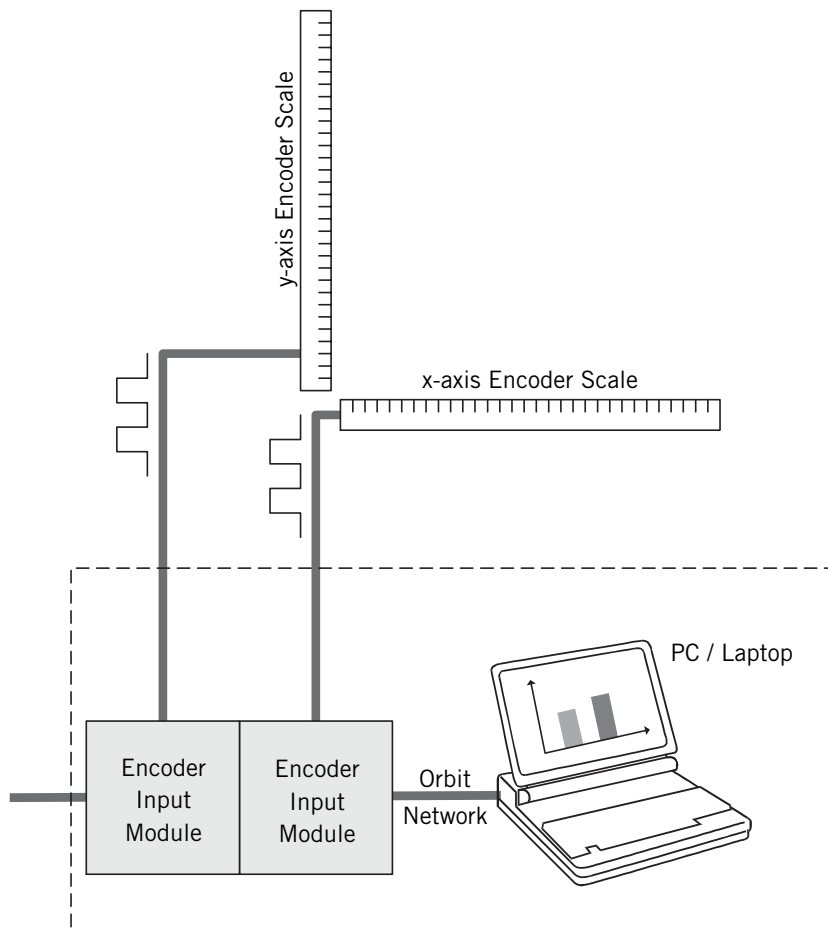 y-axis Encoder Scale
x-axis Encoder Scale
PC / Laptop
Encoder
Input
Module
Encoder
Input
Module
Orbit
Network